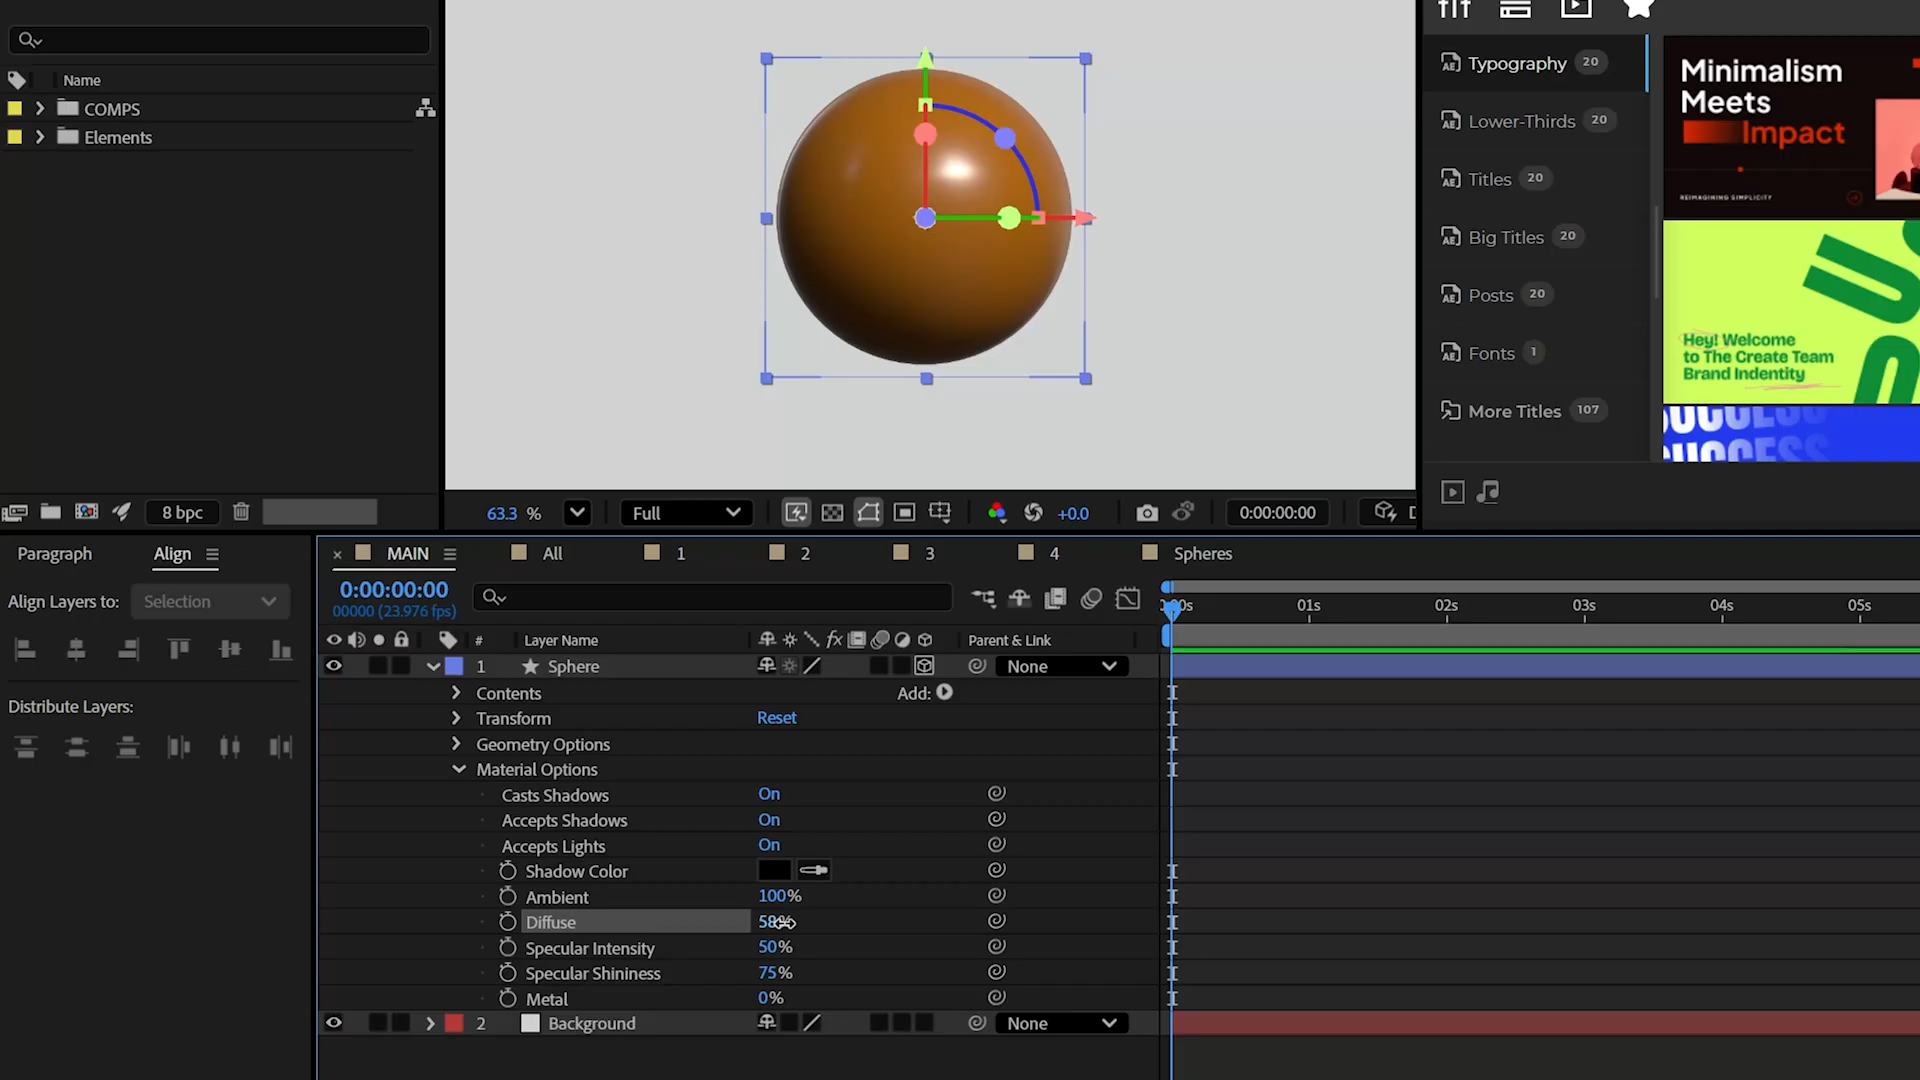 Name
COMPS
Elements
8 bpc
63.3 %
Full
+0.0
0:00:00:00
Typography 20
Lower-Thirds 20
Titles 20
Big Titles 20
Posts 20
Fonts 1
More Titles 107
Minimalism
Meets
Impact
REIMAGINING SIMPLICITY
Hey! Welcome
to The Create Team
Brand Indentity
SUCCESS
SUCCESS
Paragraph
Align
Align Layers to:
Selection
Distribute Layers:
MAIN
All
1
2
3
4
Spheres
0:00:00:00
00000 (23.976 fps)
01s
02s
03s
04s
05s
# Layer Name
Parent & Link
1 Sphere None
Contents Add:
Transform Reset
Geometry Options
Material Options
Casts Shadows On
Accepts Shadows On
Accepts Lights On
Shadow Color
Ambient 100%
Diffuse 58%
Specular Intensity 50%
Specular Shininess 75%
Metal 0%
2 Background None